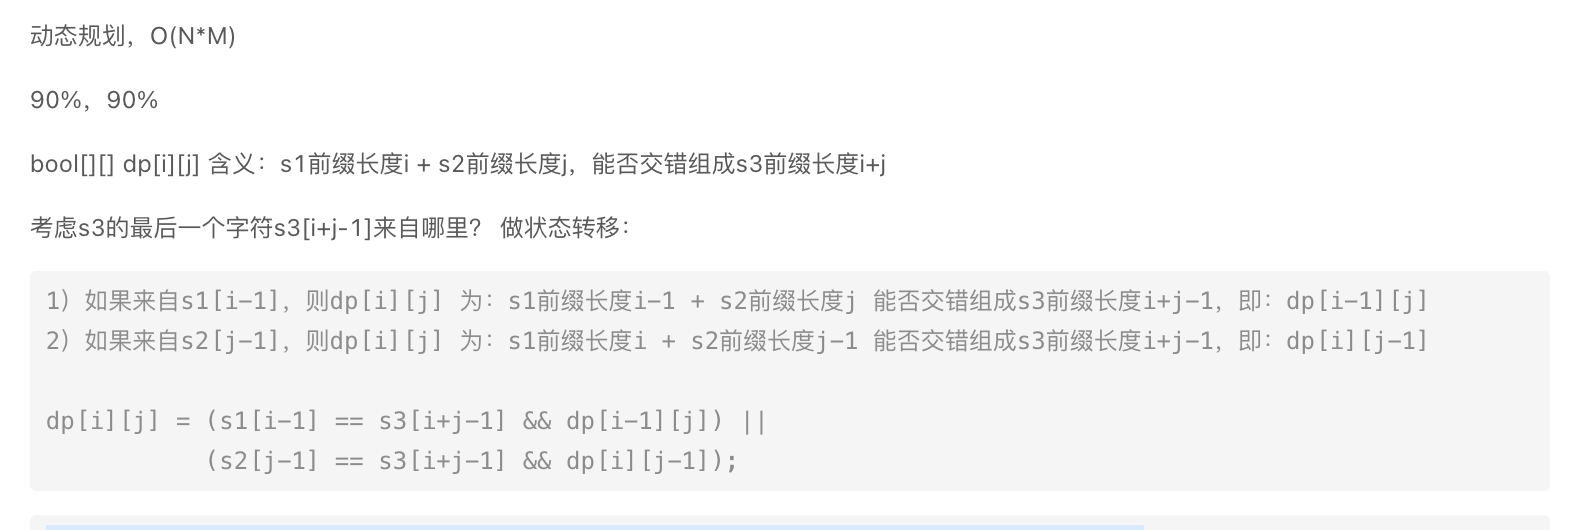 动态规划，O(N*M)
90%，90%
bool[][] dp[i][j] 含义：s1前缀长度i + s2前缀长度j，能否交错组成s3前缀长度i+j
考虑s3的最后一个字符s3[i+j-1]来自哪里？ 做状态转移：
1）如果来自s1[i-1]，则dp[i][j] 为：s1前缀长度i-1 + s2前缀长度j 能否交错组成s3前缀长度i+j-1，即：dp[i-1][j]
2）如果来自s2[j-1]，则dp[i][j] 为：s1前缀长度i + s2前缀长度j-1 能否交错组成s3前缀长度i+j-1，即：dp[i][j-1]
dp[i][j] = (s1[i-1] == s3[i+j-1] && dp[i-1][j]) ||
(s2[j-1] == s3[i+j-1] && dp[i][j-1]);